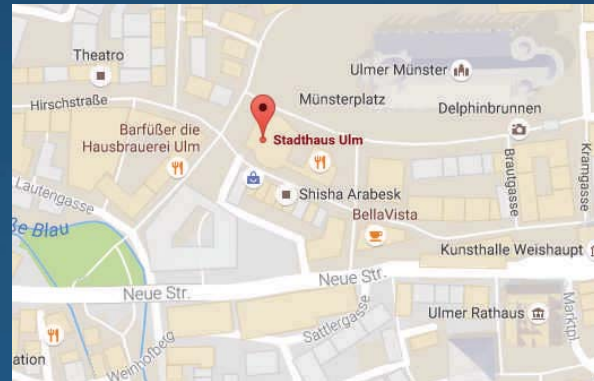 Theatro
Ulmer Münster
Hirschstraße
Münsterplatz
Delphinbrunnen
Barfüßer die
Hausbrauerei Ulm
Stadthaus Ulm
Lautengasse
Shisha Arabesk
Brautgasse
Kramgasse
BellaVista
ße Blau
Kunsthalle Weishaupt
Neue Str.
Neue Str.
Ulmer Rathaus
Sattlergasse
Marktpl
Weinhofberg
ation